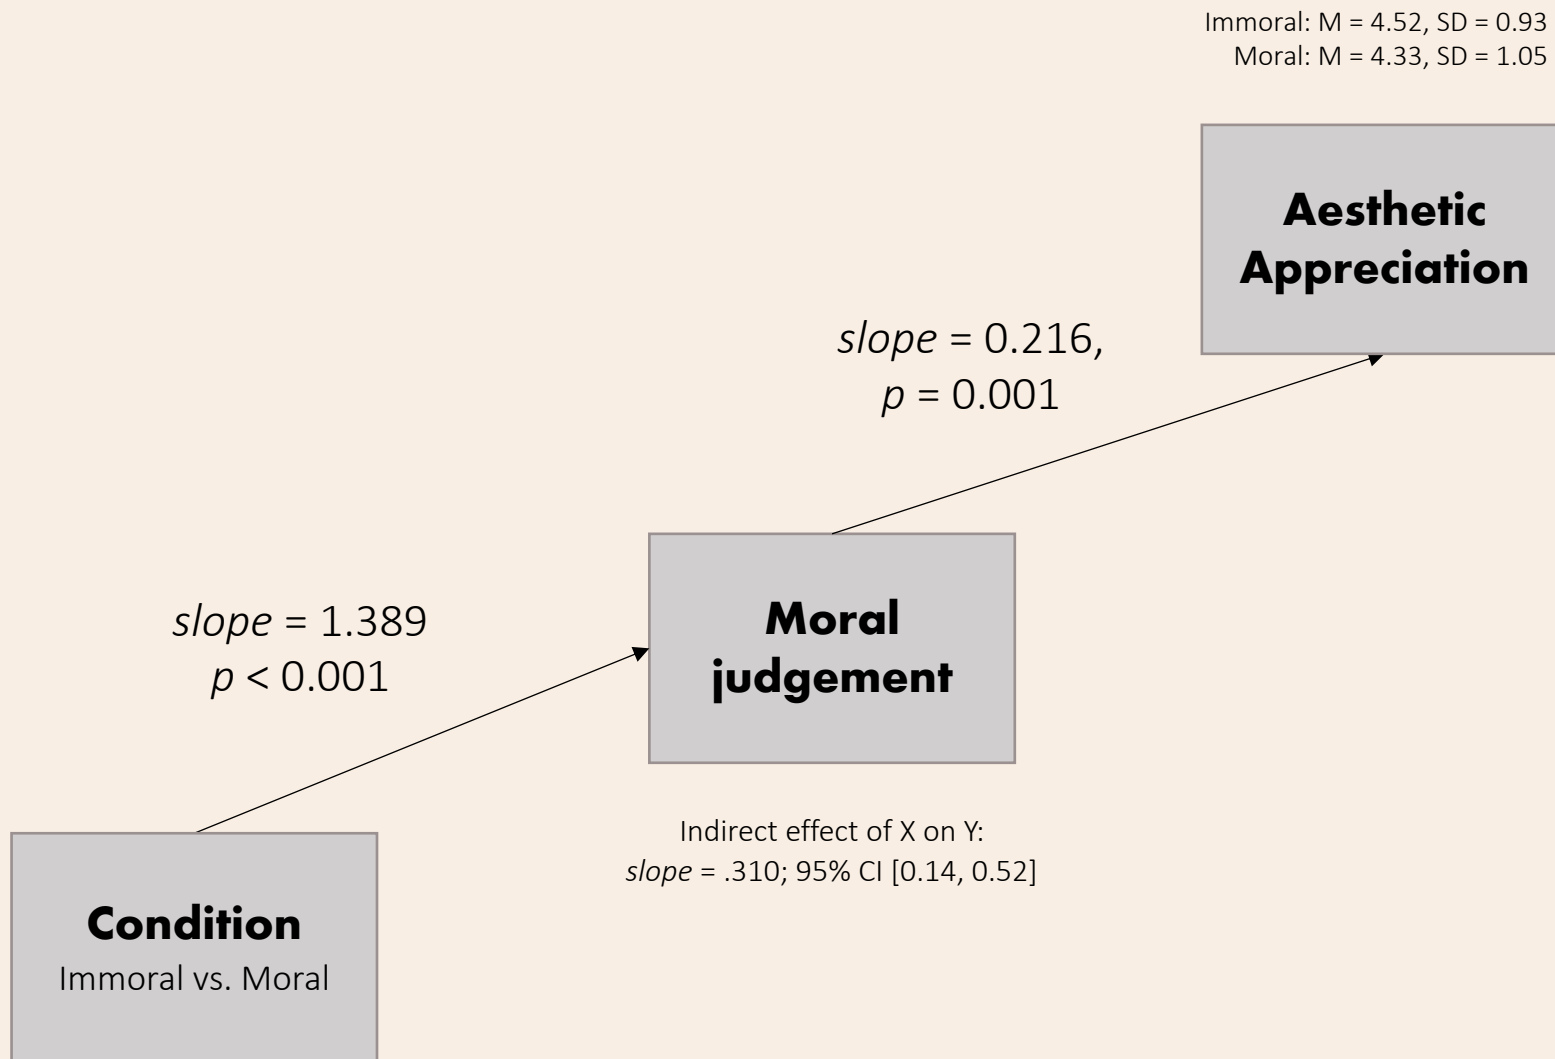 Immoral: M = 4.52, SD = 0.93
Moral: M = 4.33, SD = 1.05
Aesthetic
Appreciation
slope = 0.216,
p = 0.001
slope = 1.389
p < 0.001
Moral
judgement
Indirect effect of X on Y:
slope = .310; 95% CI [0.14, 0.52]
Condition
Immoral vs. Moral